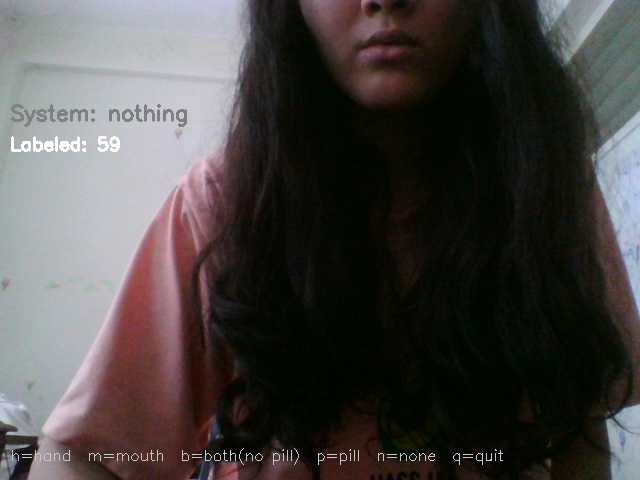 System: nothing
Labeled: 59
h=hand m=mouth b=both(no pill) p=pill n=none q=quit